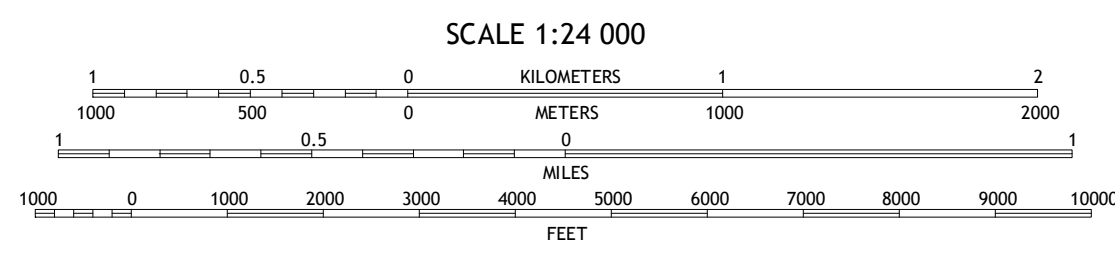 SCALE 1:24 000
1 0.5 0 KILOMETERS 1 2
1000 500 0 METERS 1000 2000
1 0.5 0 1
MILES
1000 0 1000 2000 3000 4000 5000 6000 7000 8000 9000 10000
FEET